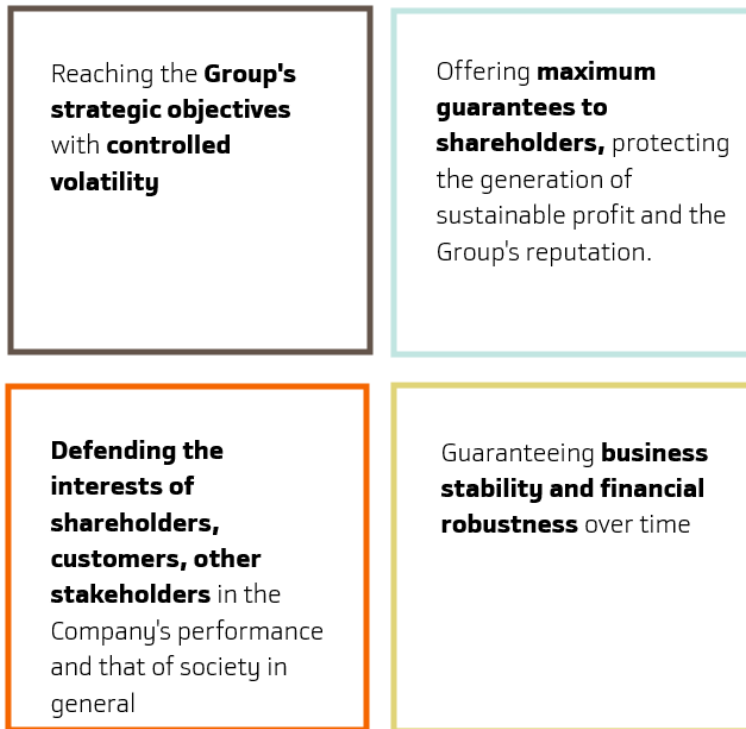 Reaching the Group's
strategic objectives
with controlled
volatility
Offering maximum
guarantees to
shareholders, protecting
the generation of
sustainable profit and the
Group's reputation.
Defending the
interests of
shareholders,
customers, other
stakeholders in the
Company's performance
and that of society in
general
Guaranteeing business
stability and financial
robustness over time